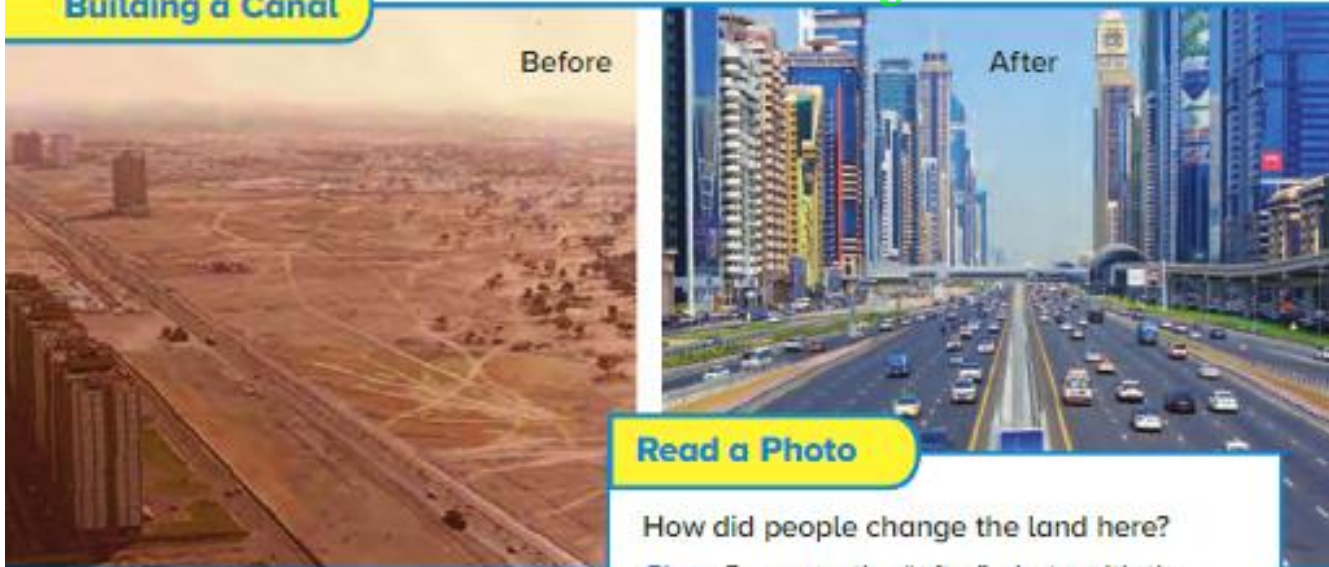 Building a Canal
Before
After
Read a Photo
How did people change the land here?